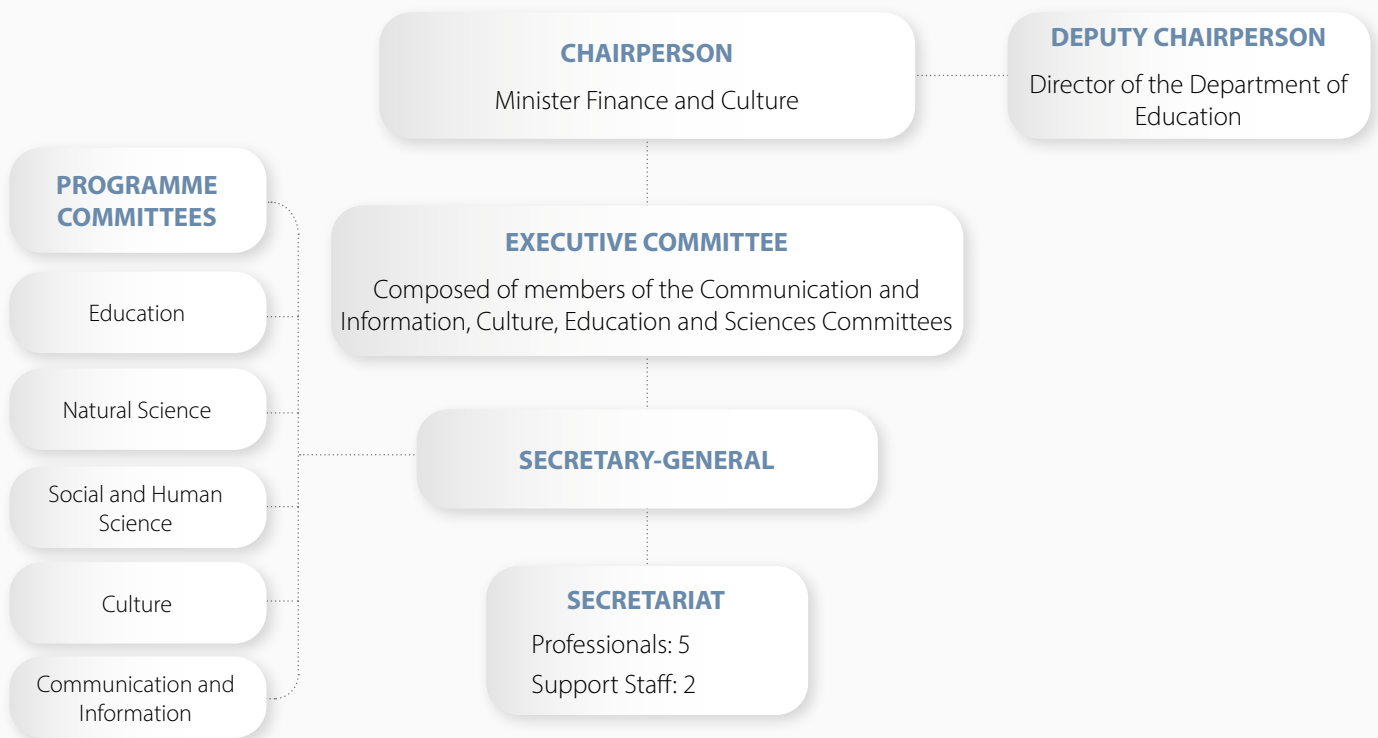 CHAIRPERSON
Minister Finance and Culture
DEPUTY CHAIRPERSON
Director of the Department of
Education
PROGRAMME
COMMITTEES
Education
Natural Science
Social and Human
Science
Culture
Communication and
Information
EXECUTIVE COMMITTEE
Composed of members of the Communication and
Information, Culture, Education and Sciences Committees
SECRETARY-GENERAL
SECRETARIAT
Professionals: 5
Support Staff: 2